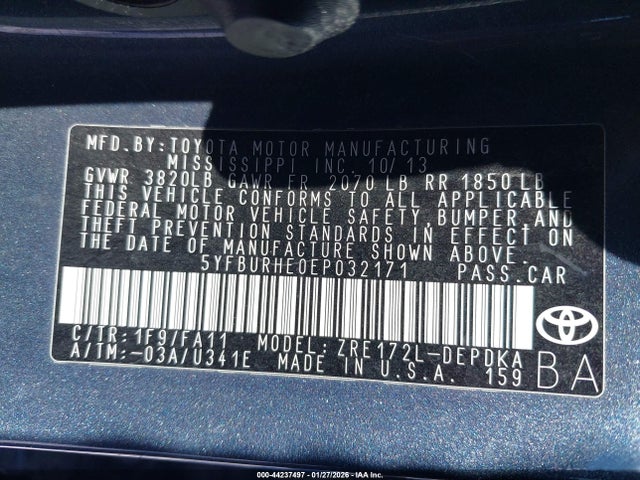 MFD.BY:TOYOTA MOTOR MANUFACTURING
MISSISSIPPI INC. 10/13
GVWR 3820LB GAWR FR 2070LB RR 1850LB
THIS VEHICLE CONFORMS TO ALL APPLICABLE
FEDERAL MOTOR VEHICLE SAFETY, BUMPER, AND
THEFT PREVENTION STANDARDS IN EFFECT ON
THE DATE OF MANUFACTURE SHOWN ABOVE.
5YFBURHE0EP032171 PASS.CAR
C/TR:1F9/FA11 MODEL:ZRE172L-DEPDKA
A/TM:-03A/U341E MADE IN U.S.A. 159
BA
000-44237497 - 01/27/2026 - IAA Inc.